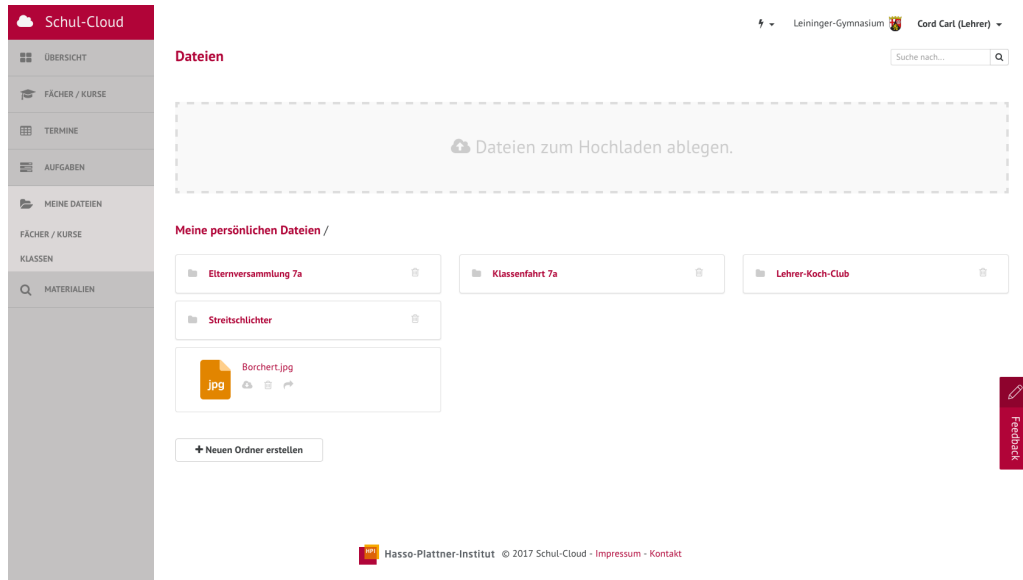 Schul-Cloud
Leininger-Gymnasium
Cord Carl (Lehrer)
ÜBERSICHT
FÄCHER / KURSE
TERMINE
AUFGABEN
MEINE DATEIEN
FÄCHER / KURSE
KLASSEN
MATERIALIEN
Dateien
Suche nach...
Dateien zum Hochladen ablegen.
Meine persönlichen Dateien /
Elternversammlung 7a
Klassenfahrt 7a
Lehrer-Koch-Club
Streitschlichter
jpg
Borchert.jpg
Neuen Ordner erstellen
Feedback
HPI Hasso-Plattner-Institut © 2017 Schul-Cloud - Impressum - Kontakt